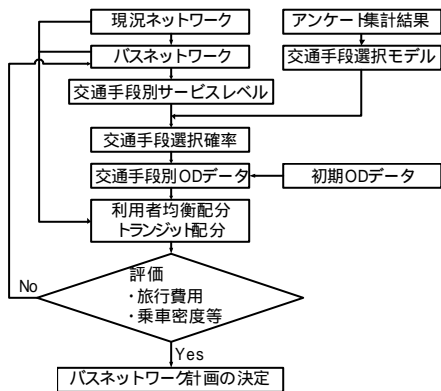 現況ネットワーク
アンケート集計結果
バスネットワーク
交通手段選択モデル
交通手段別サービスレベル
交通手段選択確率
交通手段別ODデータ
初期ODデータ
利用者均衡配分
トランジット配分
評価
・旅行費用
・乗車密度等
No
Yes
バスネットワーク計画の決定